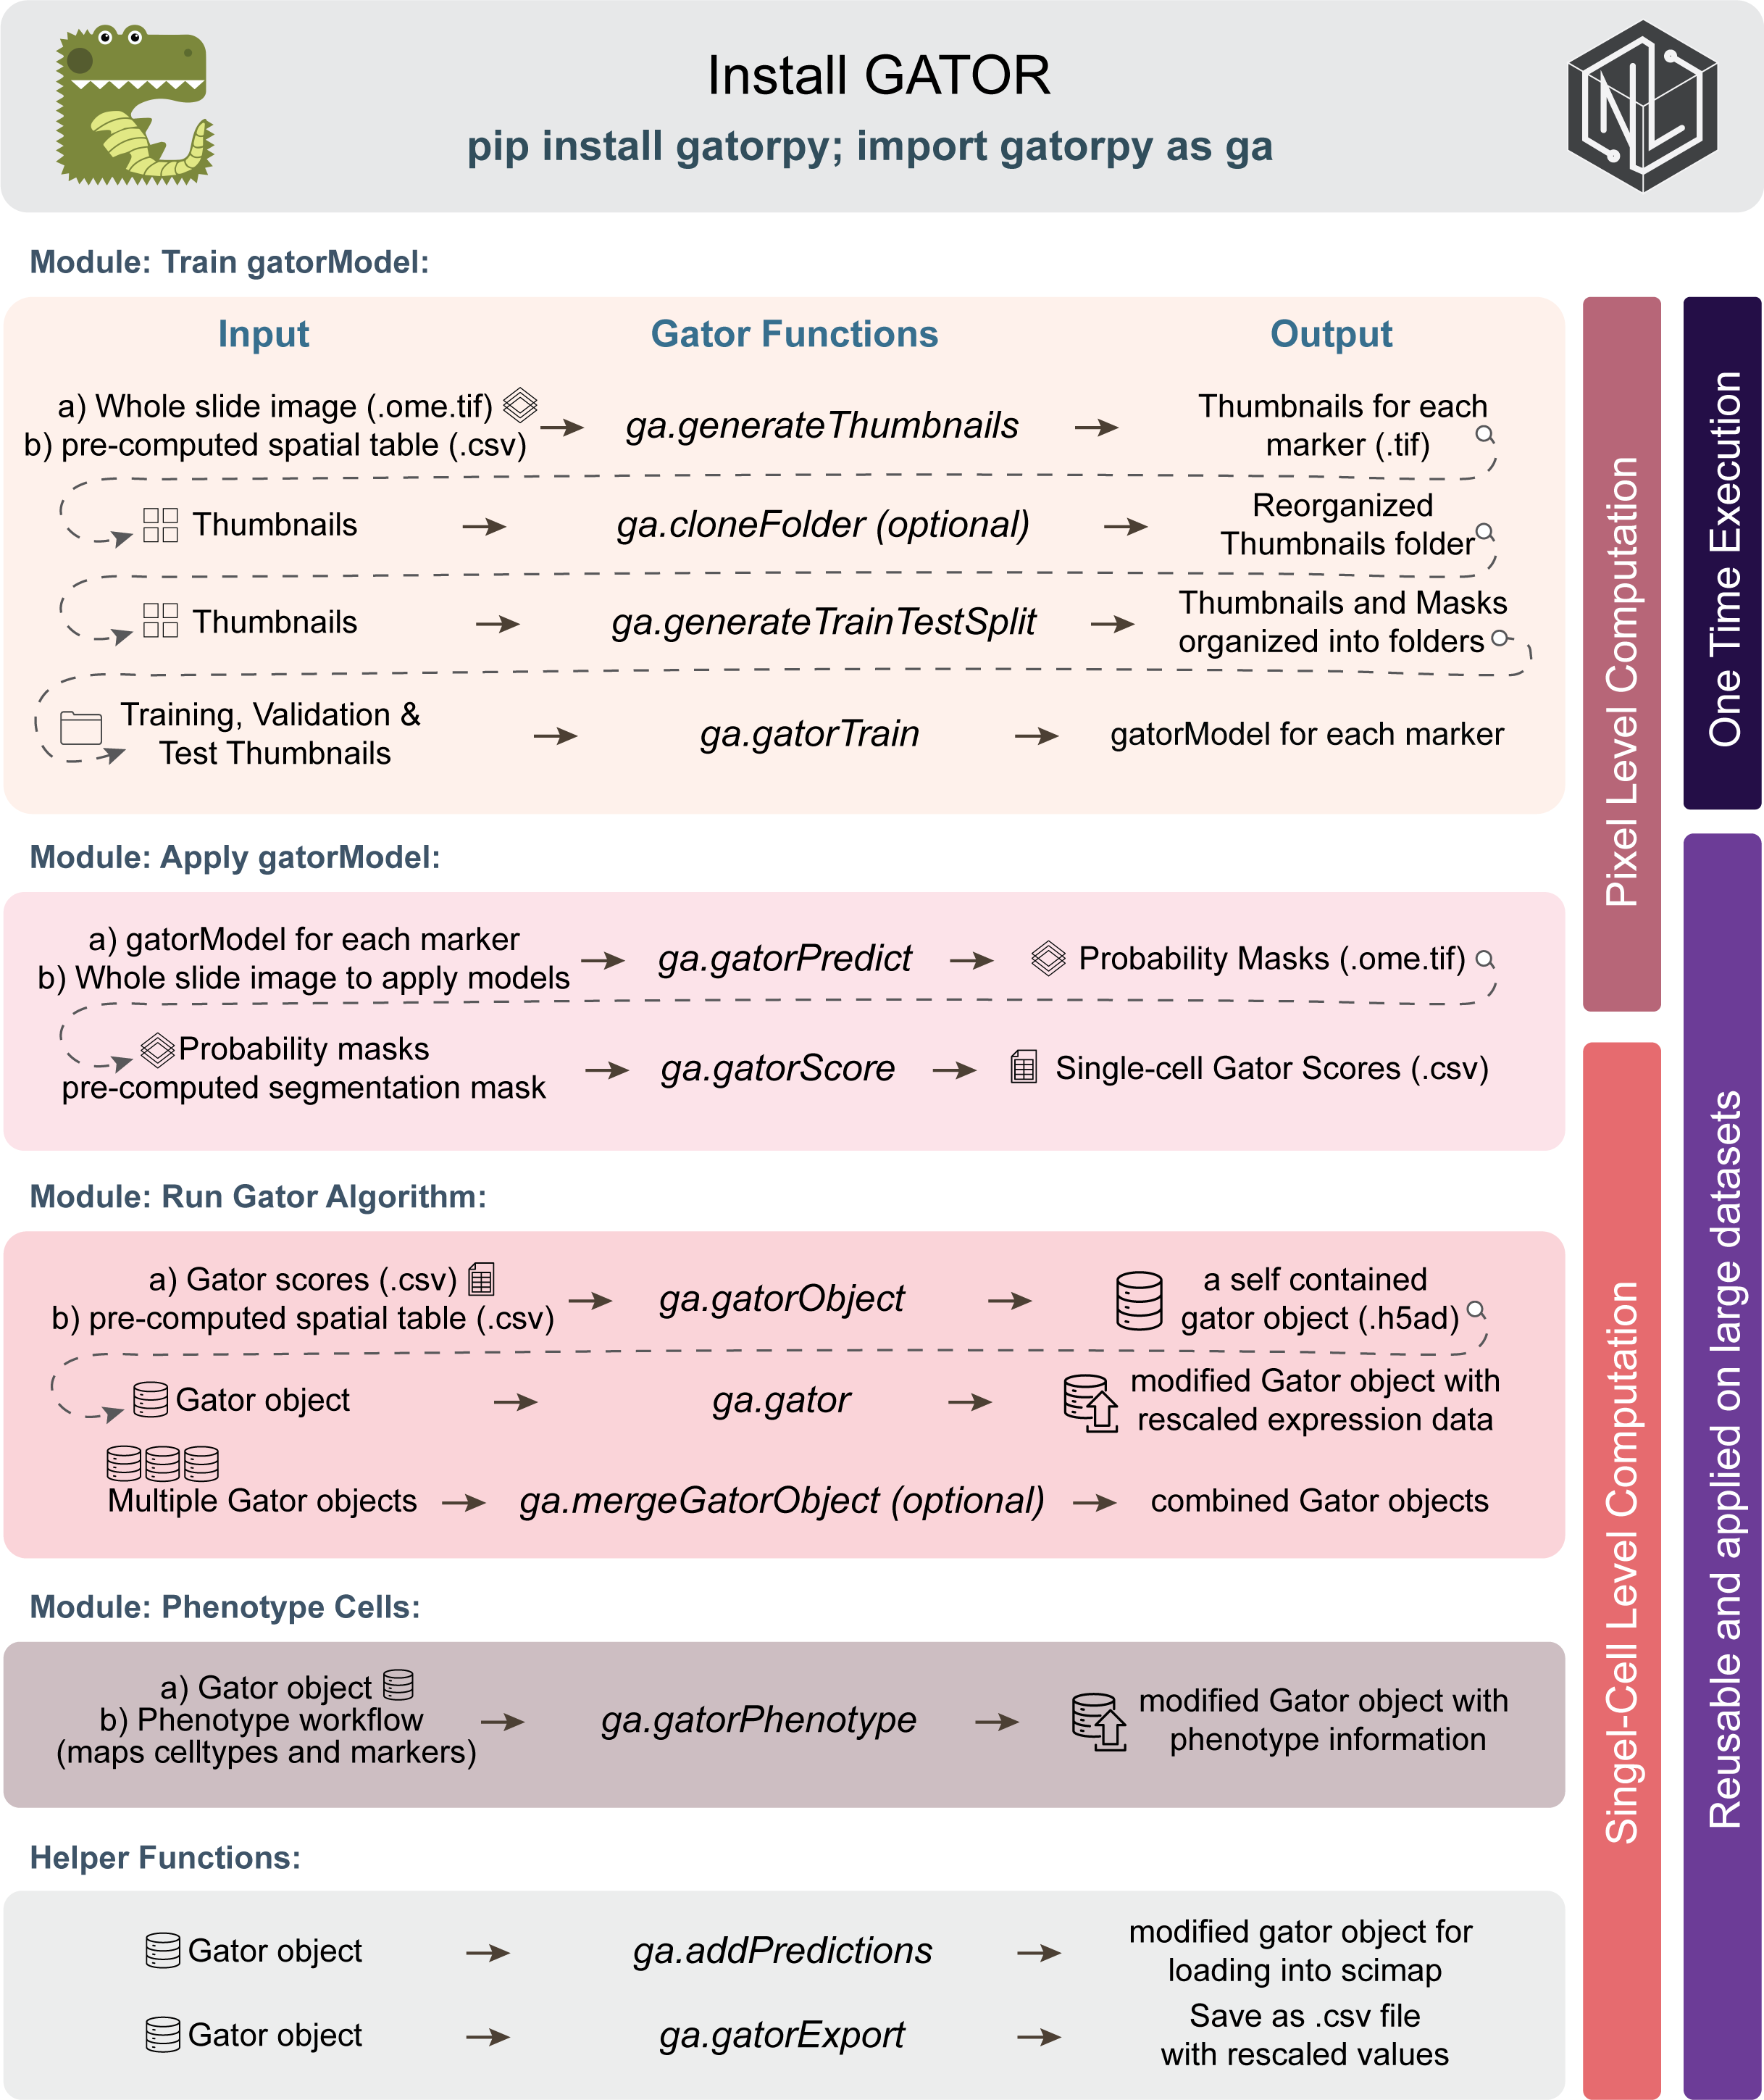 Install GATOR
pip install gatorpy; import gatorpy as ga
Module: Train gatorModel:
Input
Gator Functions
Output
a) Whole slide image (.ome.tif)
b) pre-computed spatial table (.csv)
ga.generateThumbnails
Thumbnails for each
marker (.tif)
Thumbnails
ga.cloneFolder (optional)
Reorganized
Thumbnails folder
Thumbnails
ga.generateTrainTestSplit
Thumbnails and Masks
organized into folders
Training, Validation &
Test Thumbnails
ga.gatorTrain
gatorModel for each marker
Module: Apply gatorModel:
a) gatorModel for each marker
b) Whole slide image to apply models
ga.gatorPredict
Probability Masks (.ome.tif)
Probability masks
pre-computed segmentation mask
ga.gatorScore
Single-cell Gator Scores (.csv)
Module: Run Gator Algorithm:
a) Gator scores (.csv)
b) pre-computed spatial table (.csv)
ga.gatorObject
a self contained
gator object (.h5ad)
Gator object
ga.gator
modified Gator object with
rescaled expression data
Multiple Gator objects
ga.mergeGatorObject (optional)
combined Gator objects
Module: Phenotype Cells:
a) Gator object
b) Phenotype workflow
(maps celltypes and markers)
ga.gatorPhenotype
modified Gator object with
phenotype information
Helper Functions:
Gator object
ga.addPredictions
modified gator object for
loading into scimap
Gator object
ga.gatorExport
Save as .csv file
with rescaled values
Pixel Level Computation
Singel-Cell Level Computation
One Time Execution
Reusable and applied on large datasets
NL